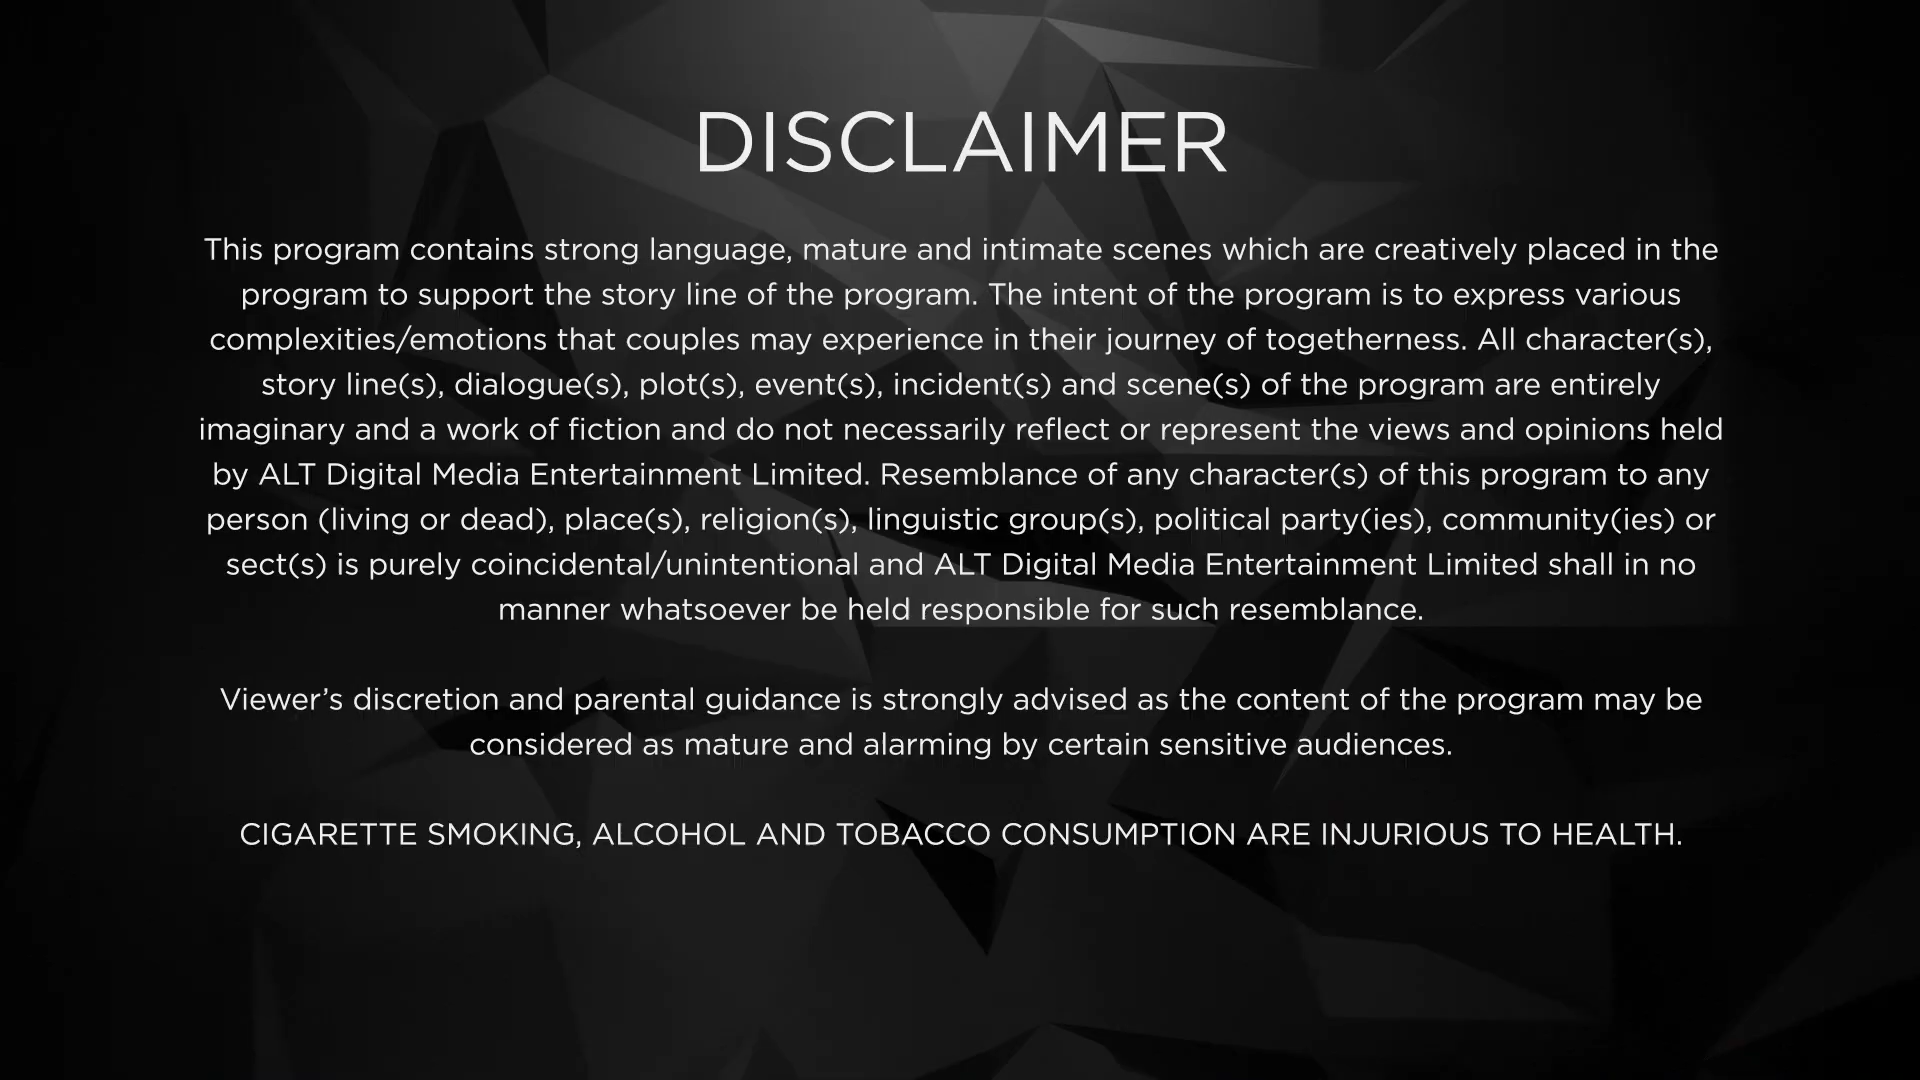 DISCLAIMER
This program contains strong language, mature and intimate scenes which are creatively placed in the
program to support the story line of the program. The intent of the program is to express various
complexities/emotions that couples may experience in their journey of togetherness. All character(s),
story line(s), dialogue(s), plot(s), event(s), incident(s) and scene(s) of the program are entirely
imaginary and a work of fiction and do not necessarily reflect or represent the views and opinions held
by ALT Digital Media Entertainment Limited. Resemblance of any character(s) of this program to any
person (living or dead), place(s), religion(s), linguistic group(s), political party(ies), community(ies) or
sect(s) is purely coincidental/unintentional and ALT Digital Media Entertainment Limited shall in no
manner whatsoever be held responsible for such resemblance.
Viewer’s discretion and parental guidance is strongly advised as the content of the program may be
considered as mature and alarming by certain sensitive audiences.
CIGARETTE SMOKING, ALCOHOL AND TOBACCO CONSUMPTION ARE INJURIOUS TO HEALTH.